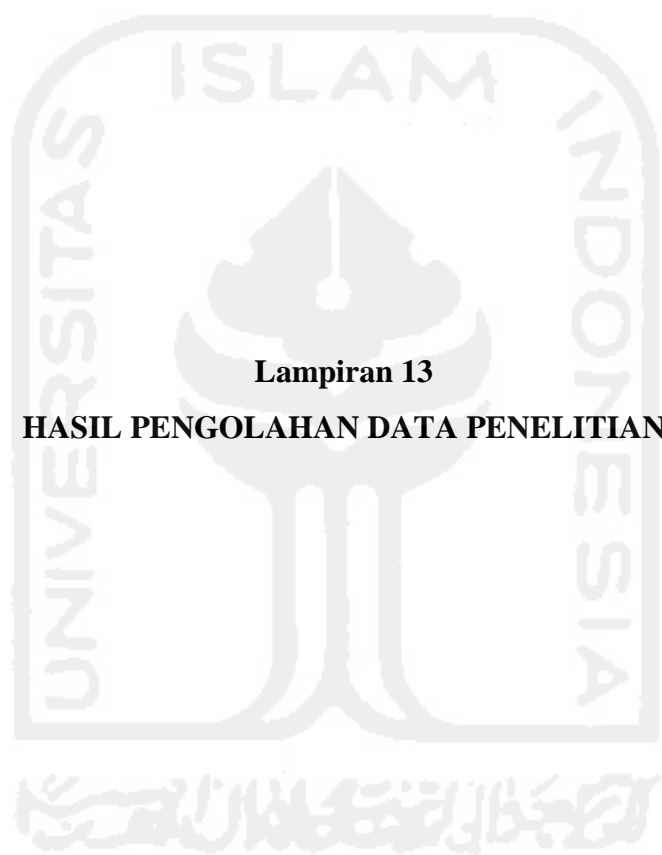 ISLAM
UNIVERSITAS
INDONESIA
Lampiran 13
HASIL PENGOLAHAN DATA PENELITIAN